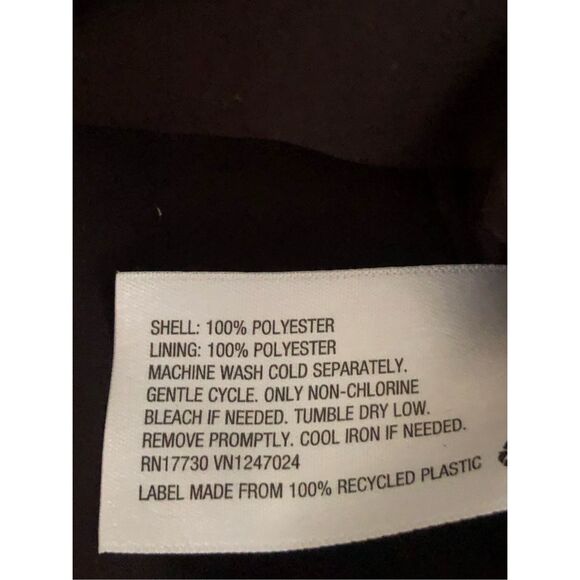 SHELL: 100% POLYESTER
LINING: 100% POLYESTER
MACHINE WASH COLD SEPARATELY.
GENTLE CYCLE. ONLY NON-CHLORINE
BLEACH IF NEEDED. TUMBLE DRY LOW.
REMOVE PROMPTLY. COOL IRON IF NEEDED.
RN17730 VN1247024
LABEL MADE FROM 100% RECYCLED PLASTIC